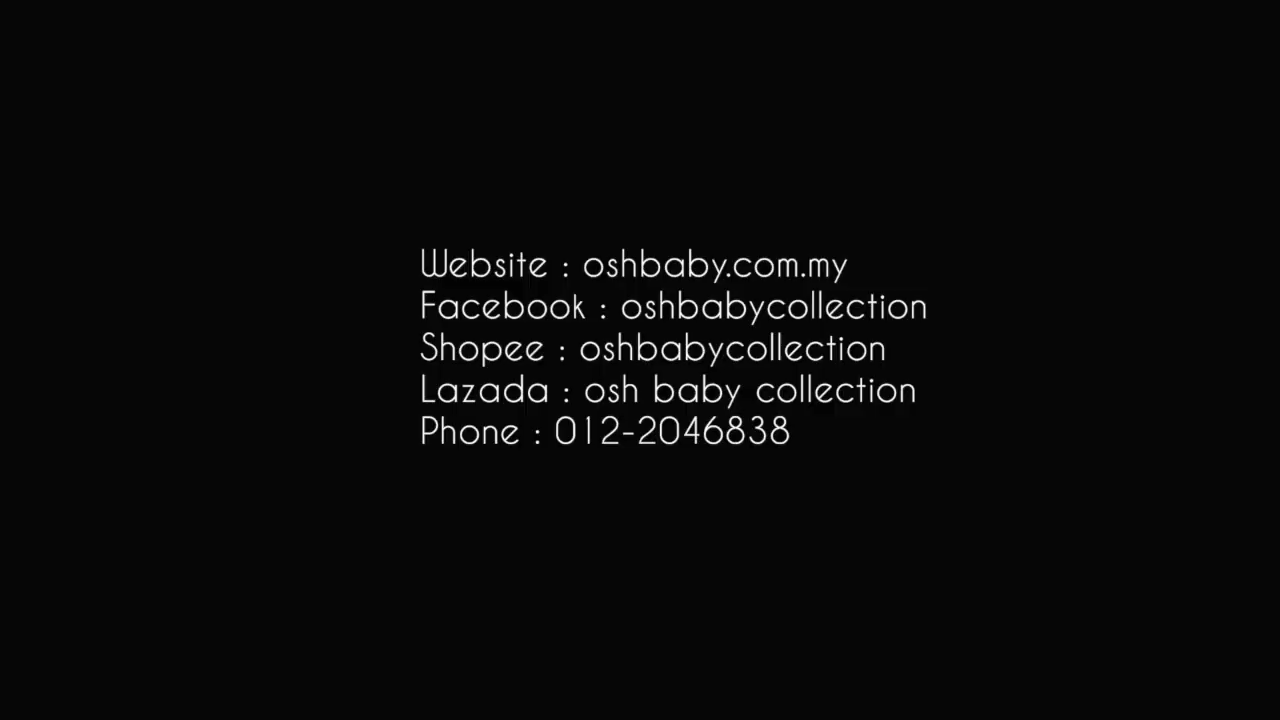 Website : oshbaby.com.my
Facebook : oshbabycollection
Shopee : oshbabycollection
Lazada : osh baby collection
Phone : 012-2046838